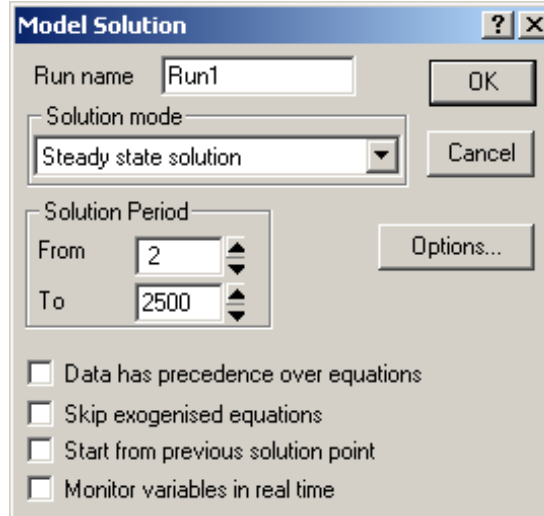 Model Solution
Run name Run1
OK
Solution mode
Steady state solution
Cancel
Solution Period
From 2
Options...
To 2500
Data has precedence over equations
Skip exogenised equations
Start from previous solution point
Monitor variables in real time